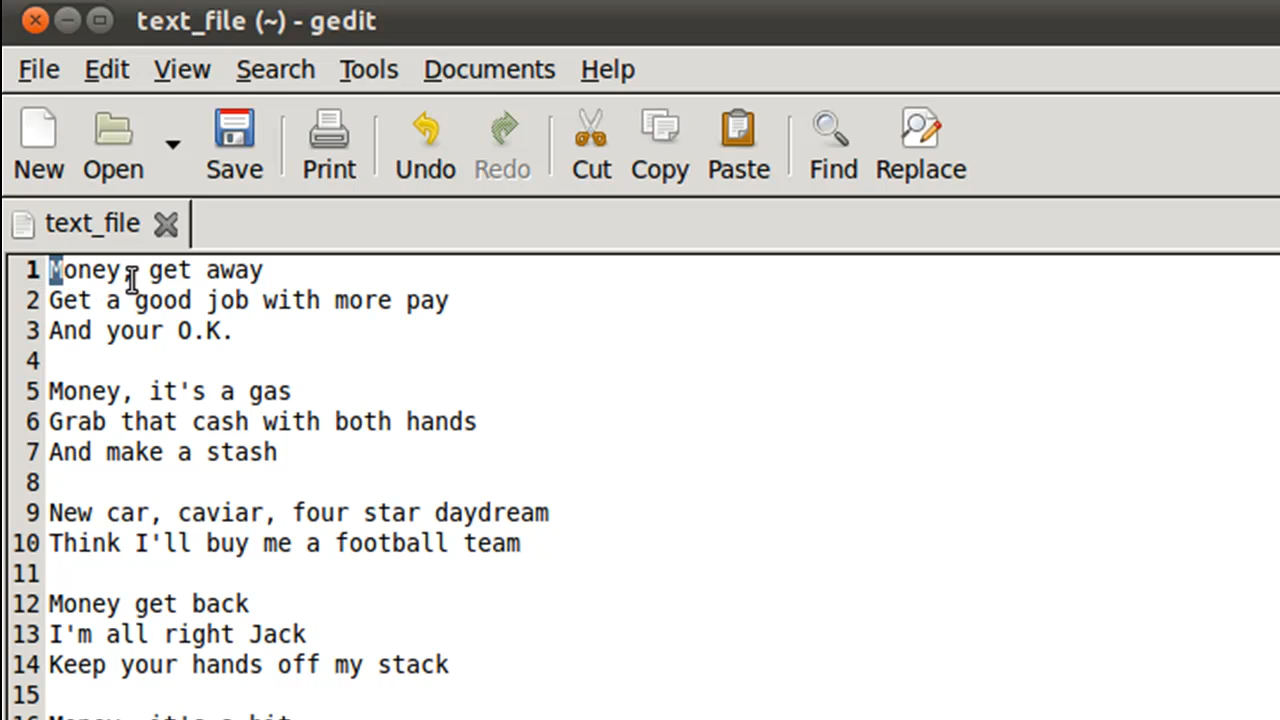 text_file (~) - gedit
File Edit View Search Tools Documents Help
New Open Save Print Undo Redo Cut Copy Paste Find Replace
text_file
1 Money, get away
2 Get a good job with more pay
3 And your O.K.
4
5 Money, it's a gas
6 Grab that cash with both hands
7 And make a stash
8
9 New car, caviar, four star daydream
10 Think I'll buy me a football team
11
12 Money get back
13 I'm all right Jack
14 Keep your hands off my stack
15
16 Money, it's a hit